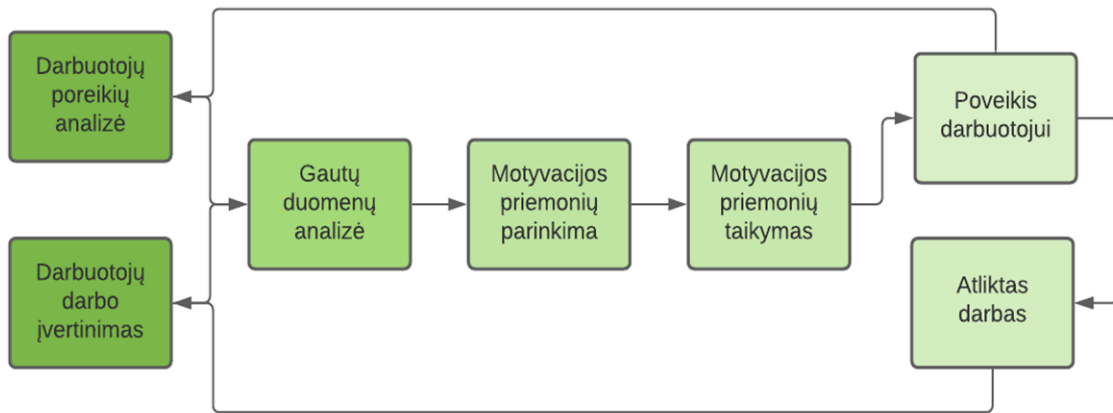 Darbuotojų
poreikių
analizė
Darbuotojų
darbo
įvertinimas
Gautų
duomenų
analizė
Motyvacijos
priemonių
parinkima
Motyvacijos
priemonių
taikymas
Poveikis
darbuotojui
Atliktas
darbas